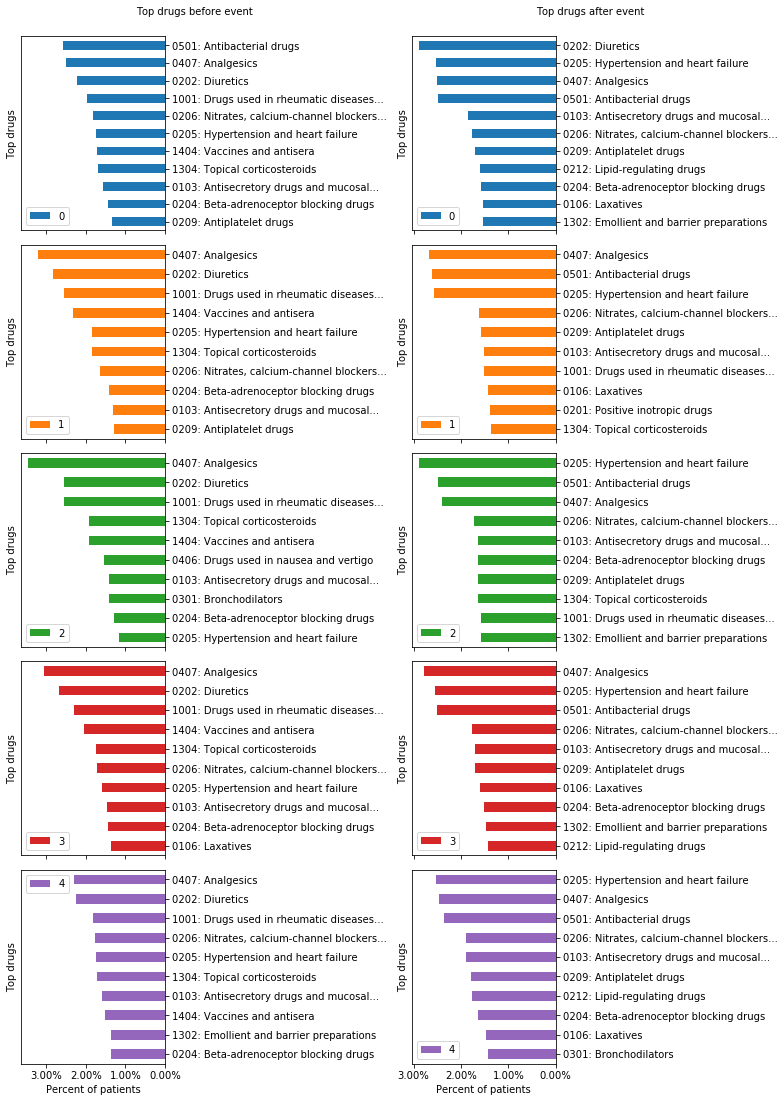 Top drugs before event
Top drugs
0501: Antibacterial drugs
0407: Analgesics
0202: Diuretics
1001: Drugs used in rheumatic diseases...
0206: Nitrates, calcium-channel blockers...
0205: Hypertension and heart failure
1404: Vaccines and antisera
1304: Topical corticosteroids
0103: Antisecretory drugs and mucosal...
0204: Beta-adrenoceptor blocking drugs
0209: Antiplatelet drugs
0
Top drugs after event
Top drugs
0202: Diuretics
0205: Hypertension and heart failure
0407: Analgesics
0501: Antibacterial drugs
0103: Antisecretory drugs and mucosal...
0206: Nitrates, calcium-channel blockers...
0209: Antiplatelet drugs
0212: Lipid-regulating drugs
0204: Beta-adrenoceptor blocking drugs
0106: Laxatives
1302: Emollient and barrier preparations
0
Top drugs
0407: Analgesics
0202: Diuretics
1001: Drugs used in rheumatic diseases...
1404: Vaccines and antisera
0205: Hypertension and heart failure
1304: Topical corticosteroids
0206: Nitrates, calcium-channel blockers...
0204: Beta-adrenoceptor blocking drugs
0103: Antisecretory drugs and mucosal...
0209: Antiplatelet drugs
1
Top drugs
0407: Analgesics
0501: Antibacterial drugs
0205: Hypertension and heart failure
0206: Nitrates, calcium-channel blockers...
0209: Antiplatelet drugs
0103: Antisecretory drugs and mucosal...
1001: Drugs used in rheumatic diseases...
0106: Laxatives
0201: Positive inotropic drugs
1304: Topical corticosteroids
1
Top drugs
0407: Analgesics
0202: Diuretics
1001: Drugs used in rheumatic diseases...
1304: Topical corticosteroids
1404: Vaccines and antisera
0406: Drugs used in nausea and vertigo
0103: Antisecretory drugs and mucosal...
0301: Bronchodilators
0204: Beta-adrenoceptor blocking drugs
0205: Hypertension and heart failure
2
Top drugs
0205: Hypertension and heart failure
0501: Antibacterial drugs
0407: Analgesics
0206: Nitrates, calcium-channel blockers...
0103: Antisecretory drugs and mucosal...
0204: Beta-adrenoceptor blocking drugs
0209: Antiplatelet drugs
1304: Topical corticosteroids
1001: Drugs used in rheumatic diseases...
1302: Emollient and barrier preparations
2
Top drugs
0407: Analgesics
0202: Diuretics
1001: Drugs used in rheumatic diseases...
1404: Vaccines and antisera
1304: Topical corticosteroids
0206: Nitrates, calcium-channel blockers...
0205: Hypertension and heart failure
0103: Antisecretory drugs and mucosal...
0204: Beta-adrenoceptor blocking drugs
0106: Laxatives
3
Top drugs
0407: Analgesics
0205: Hypertension and heart failure
0501: Antibacterial drugs
0206: Nitrates, calcium-channel blockers...
0103: Antisecretory drugs and mucosal...
0209: Antiplatelet drugs
0106: Laxatives
0204: Beta-adrenoceptor blocking drugs
1302: Emollient and barrier preparations
0212: Lipid-regulating drugs
3
Top drugs
4
0407: Analgesics
0202: Diuretics
1001: Drugs used in rheumatic diseases...
0206: Nitrates, calcium-channel blockers...
0205: Hypertension and heart failure
1304: Topical corticosteroids
0103: Antisecretory drugs and mucosal...
1404: Vaccines and antisera
1302: Emollient and barrier preparations
0204: Beta-adrenoceptor blocking drugs
3.00% 2.00% 1.00% 0.00%
Percent of patients
Top drugs
0205: Hypertension and heart failure
0407: Analgesics
0501: Antibacterial drugs
0206: Nitrates, calcium-channel blockers...
0103: Antisecretory drugs and mucosal...
0209: Antiplatelet drugs
0212: Lipid-regulating drugs
0204: Beta-adrenoceptor blocking drugs
0106: Laxatives
0301: Bronchodilators
4
3.00% 2.00% 1.00% 0.00%
Percent of patients